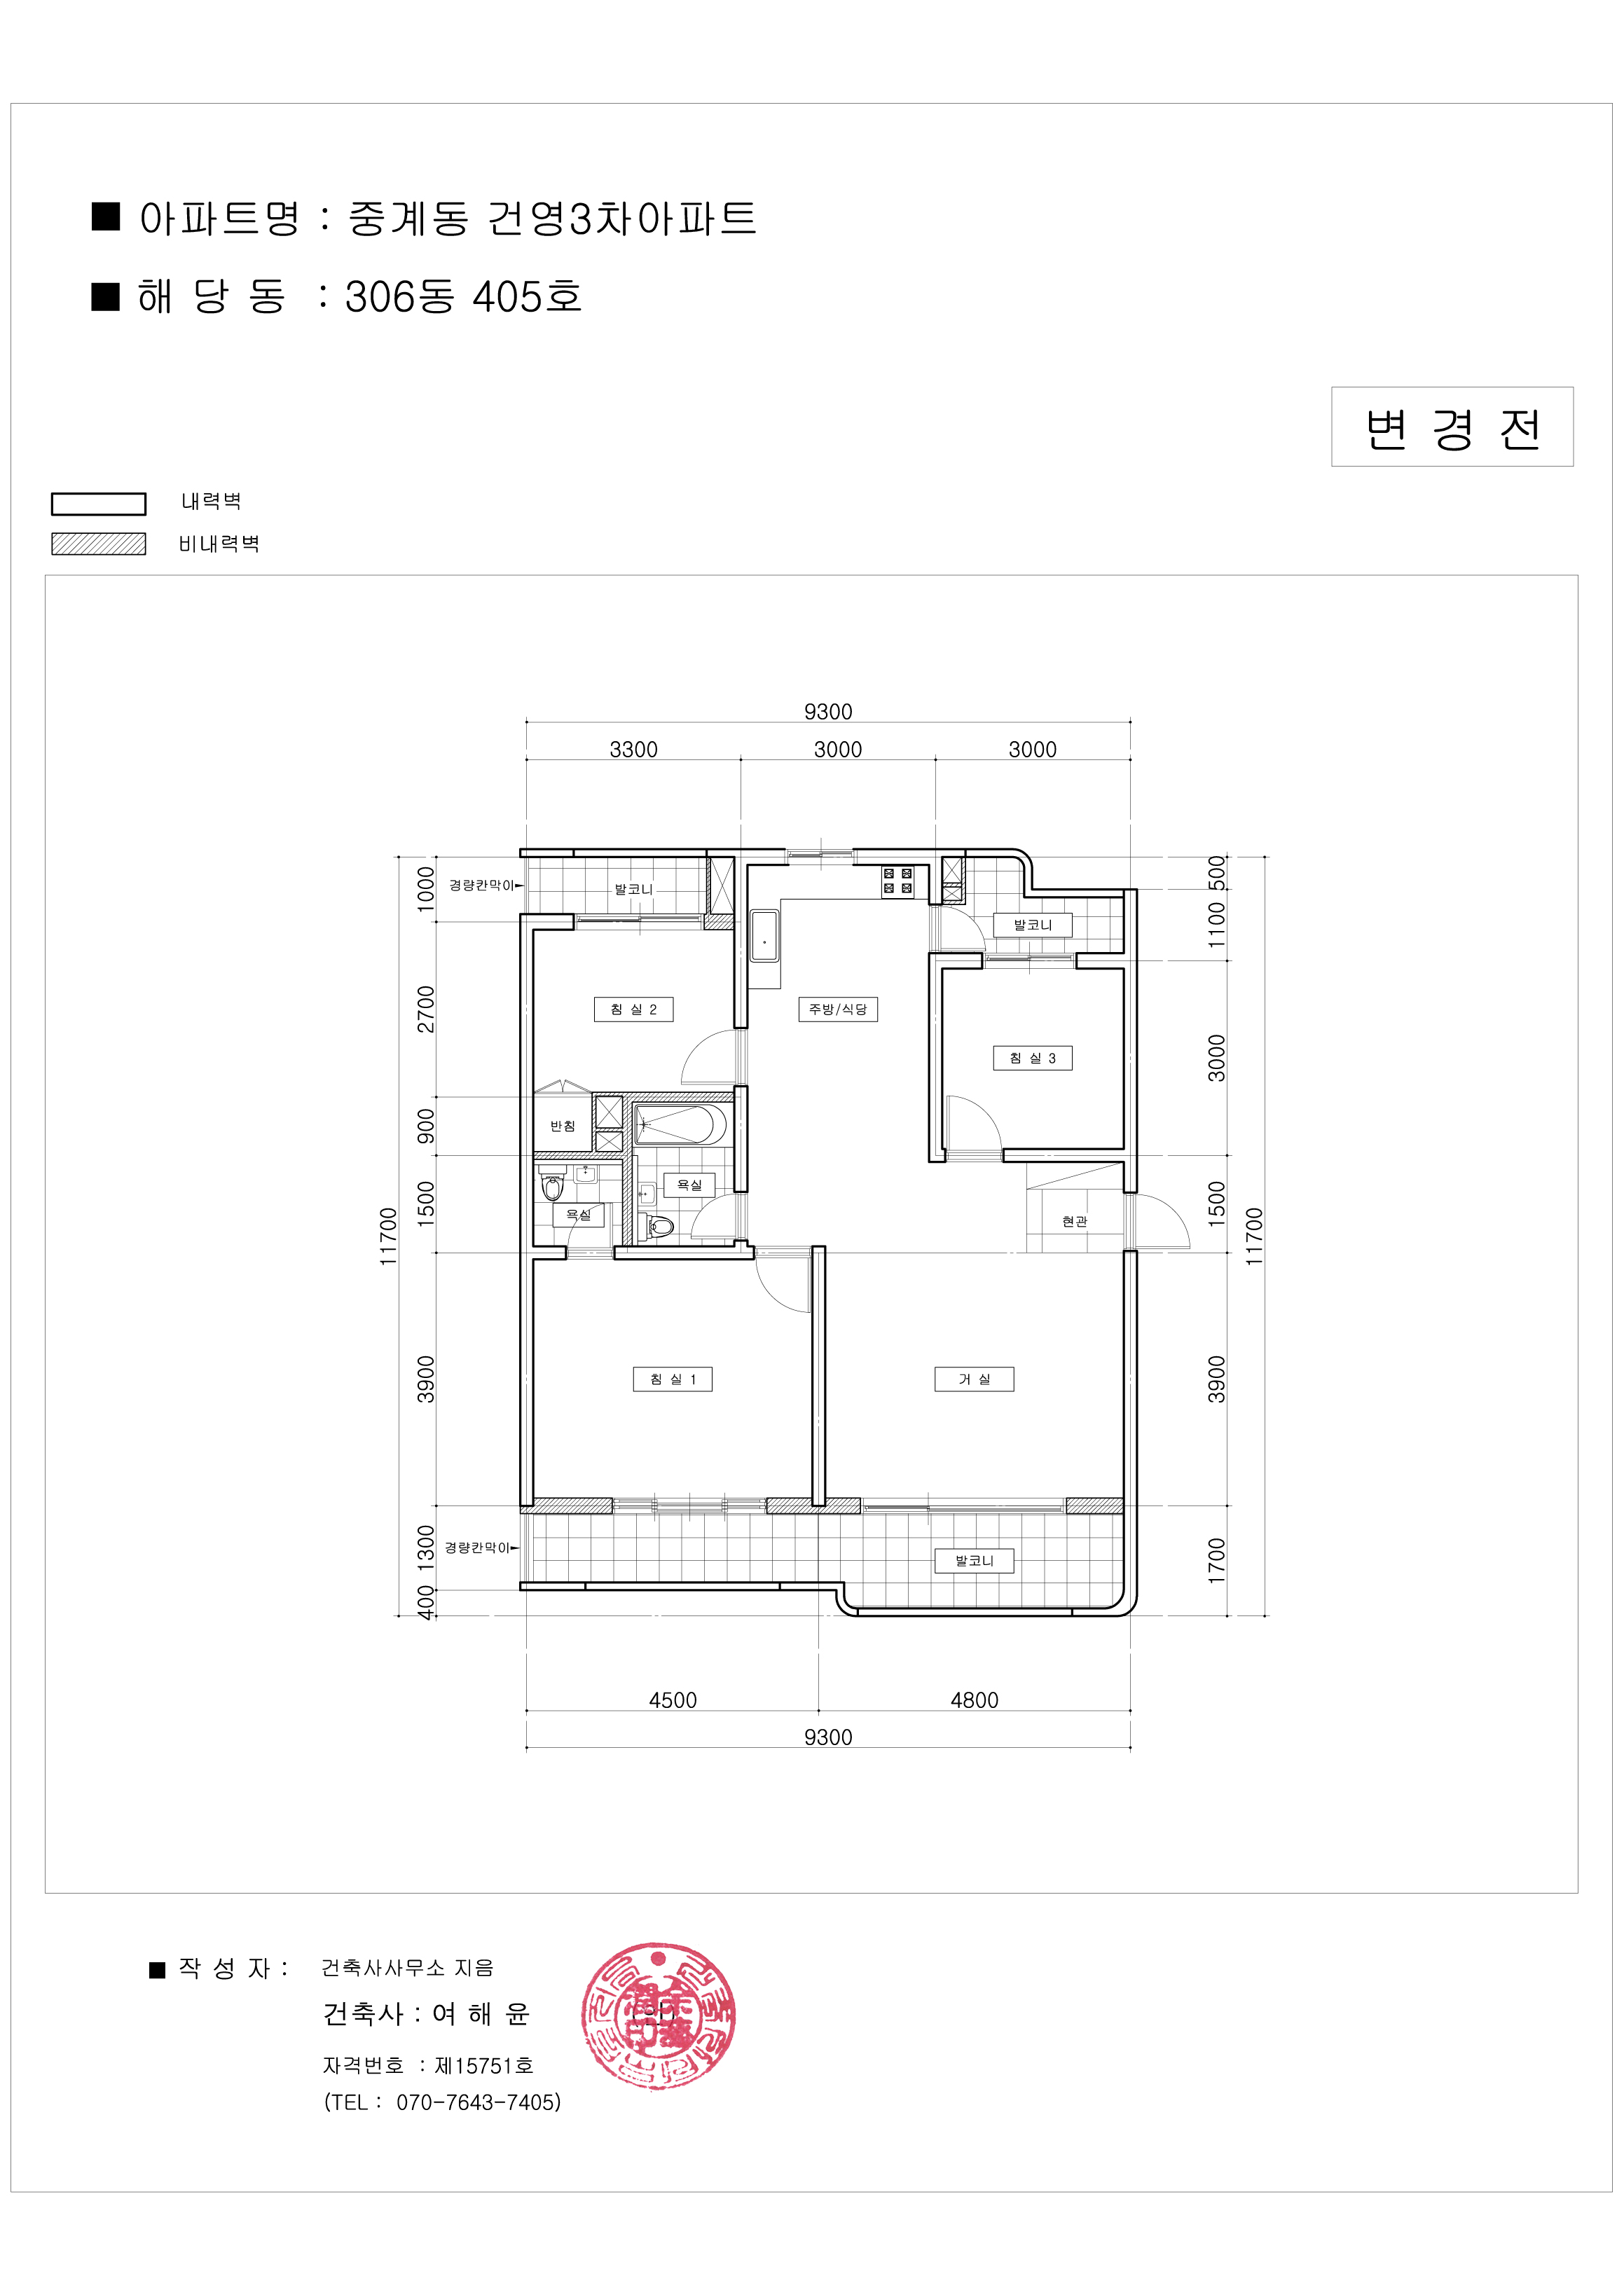 ■ 아파트명 : 중계동 건영3차아파트
■ 해 당 동 : 306동 405호
변 경 전
내력벽
비내력벽
9300
3300 3000 3000
경량칸막이
발코니
발코니
침 실 2
주방/식당
침 실 3
반침
욕실
욕실
현관
침 실 1
거 실
경량칸막이
발코니
1000
2700
900
1500
3900
1300
400
11700
500
1100
3000
1500
3900
1700
11700
4500 4800
9300
■ 작 성 자 : 건축사사무소 지음
건축사 : 여 해 윤 (인)
자격번호 : 제15751호
(TEL : 070-7643-7405)